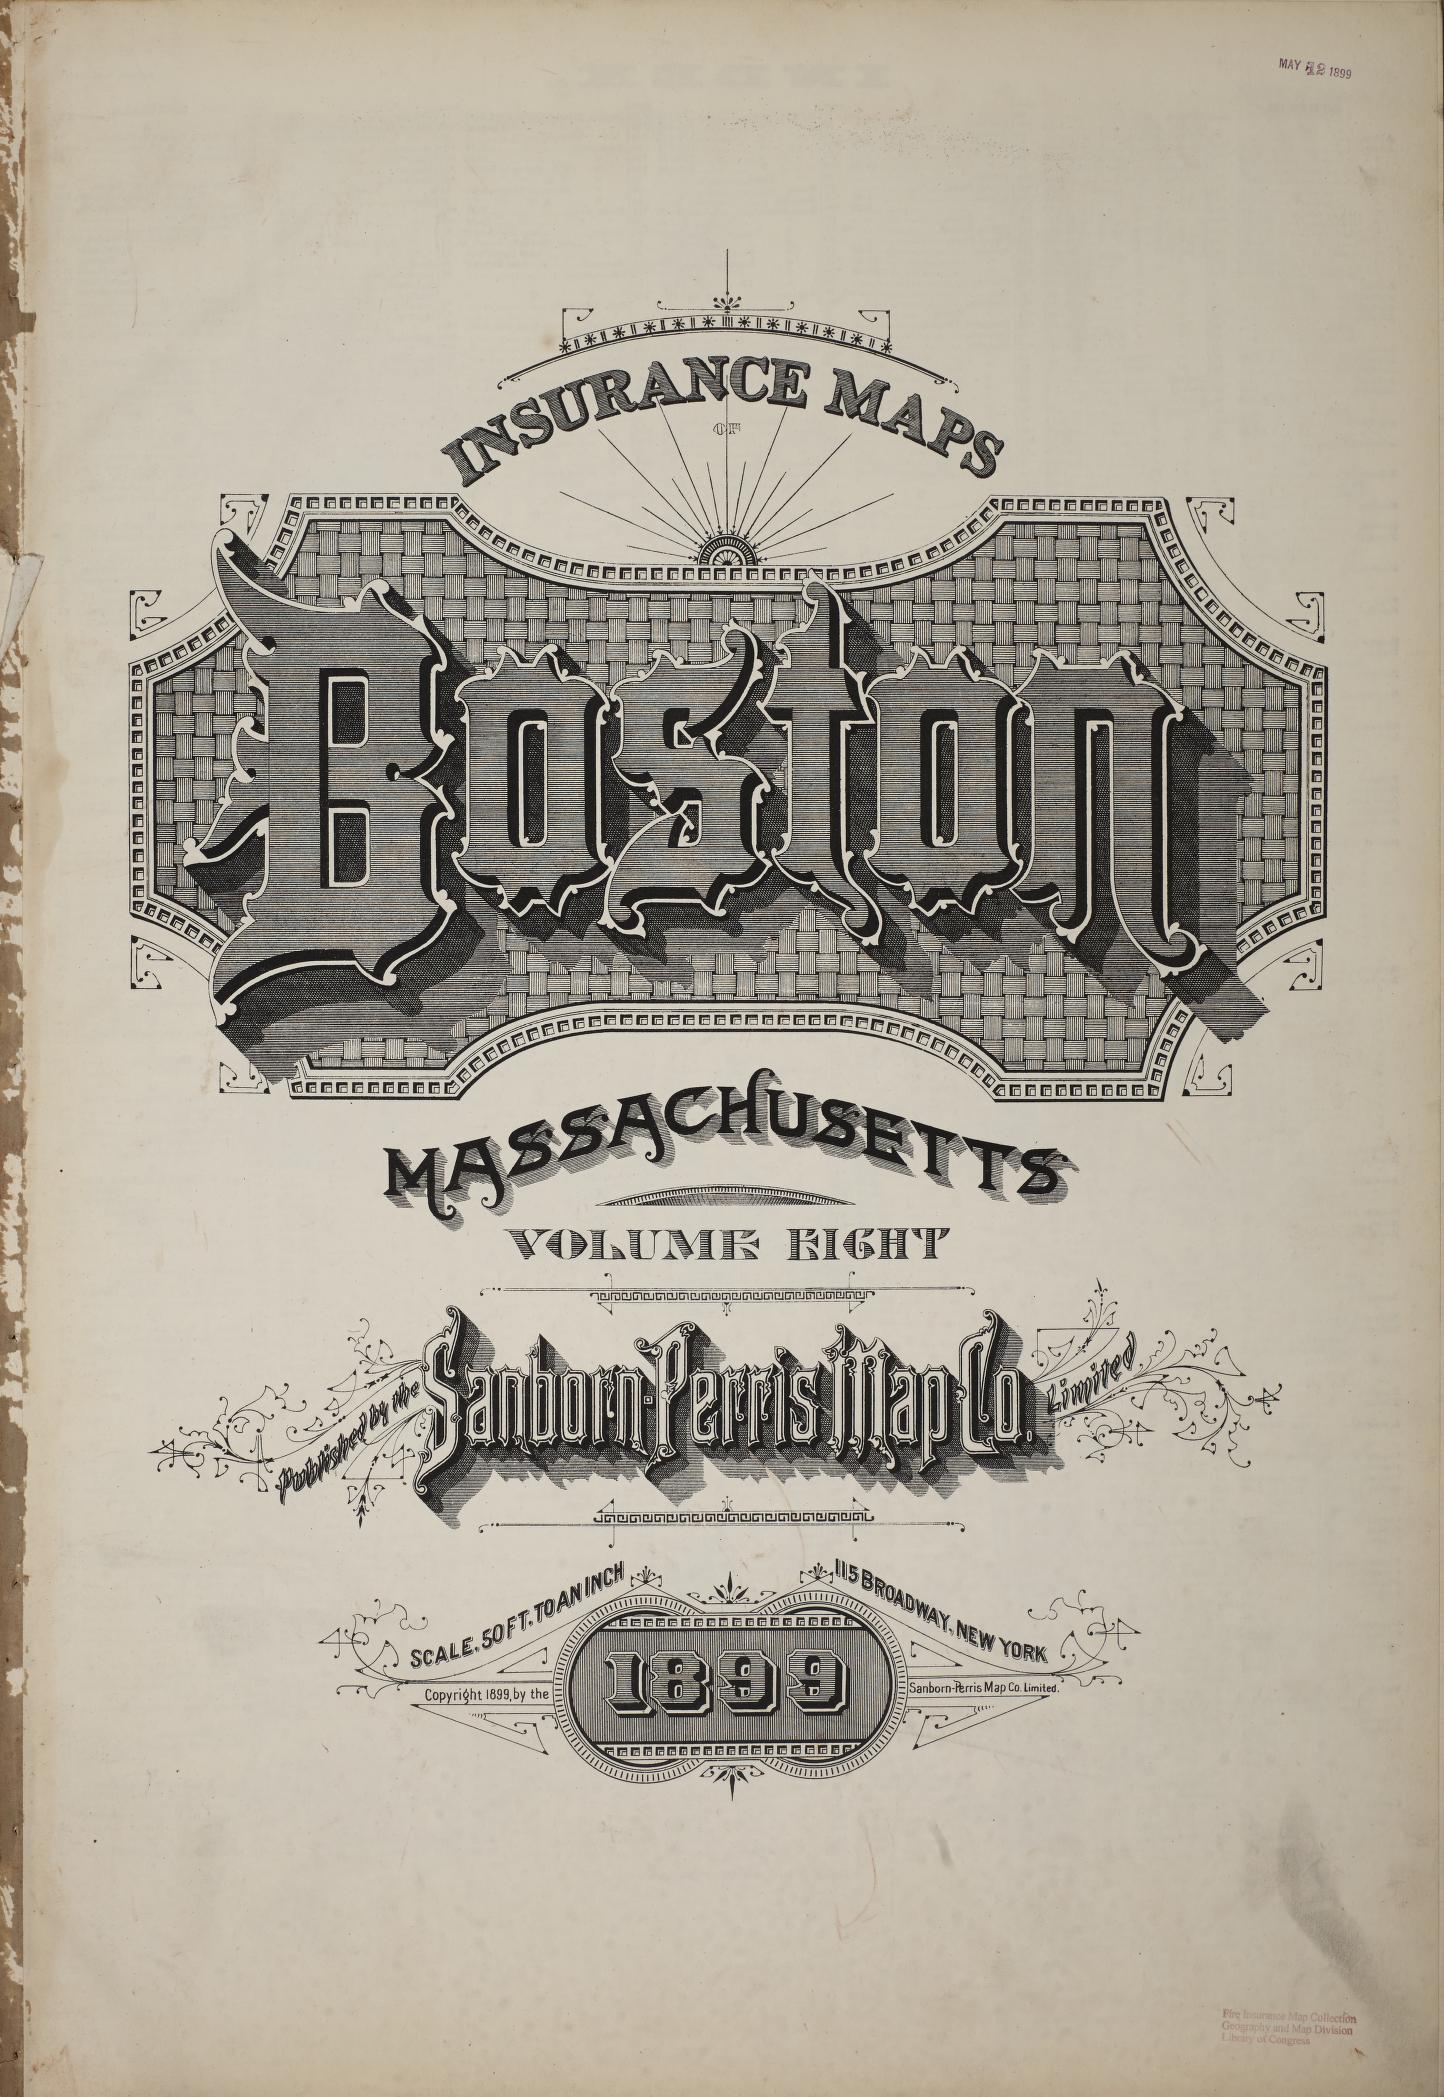 MAY 12 1899
INSURANCE MAPS
OF
Boston
MASSACHUSETTS
VOLUME EIGHT
Published by the Sanborn-Perris Map Co. Limited
SCALE, 50 FT. TO AN INCH
115 BROADWAY, NEW YORK
1899
Copyright 1899, by the Sanborn-Perris Map Co. Limited.
Fire Insurance Map Collection
Geography and Map Division
Library of Congress